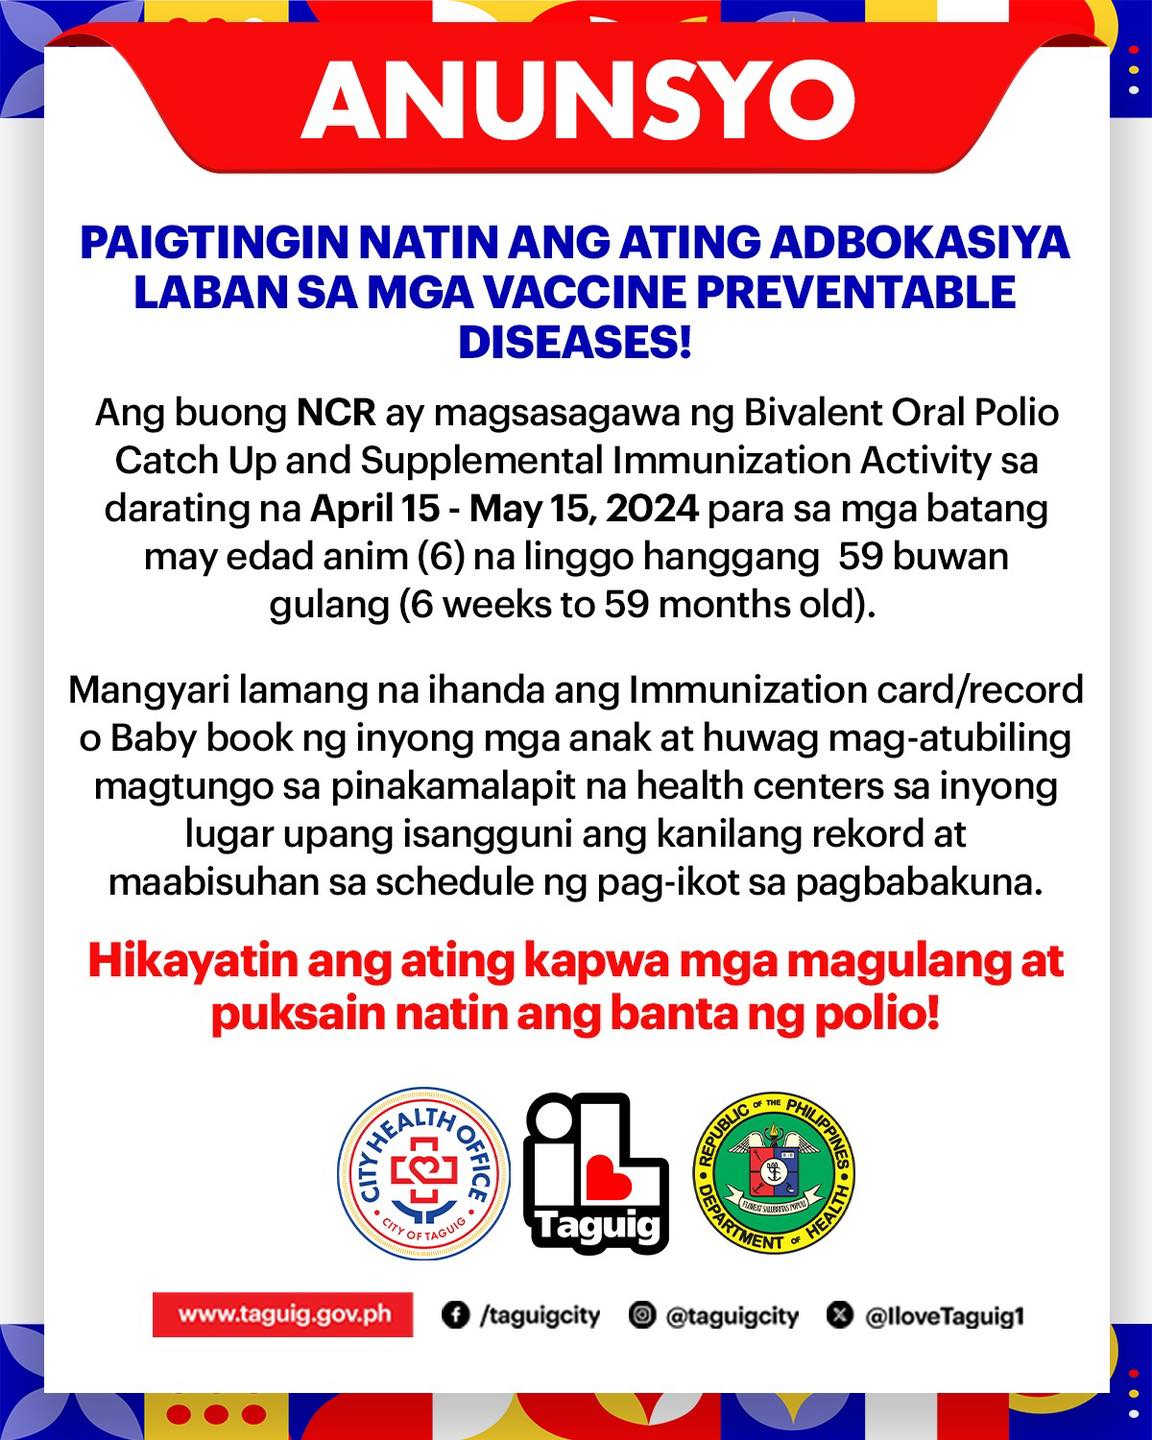 ANUNSYO
PAIGTINGIN NATIN ANG ATING ADBOKASIYA
LABAN SA MGA VACCINE PREVENTABLE
DISEASES!
Ang buong NCR ay magsasagawa ng Bivalent Oral Polio
Catch Up and Supplemental Immunization Activity sa
darating na April 15 - May 15, 2024 para sa mga batang
may edad anim (6) na linggo hanggang 59 buwan
gulang (6 weeks to 59 months old).
Mangyari lamang na ihanda ang Immunization card/record
o Baby book ng inyong mga anak at huwag mag-atubiling
magtungo sa pinakamalapit na health centers sa inyong
lugar upang isangguni ang kanilang rekord at
maabisuhan sa schedule ng pag-ikot sa pagbabakuna.
Hikayatin ang ating kapwa mga magulang at
puksain natin ang banta ng polio!
CITY HEALTH OFFICE
• CITY OF TAGUIG •
iL
Taguig
REPUBLIC OF THE PHILIPPINES
• DEPARTMENT OF HEALTH •
www.taguig.gov.ph /taguigcity @taguigcity @IloveTaguig1